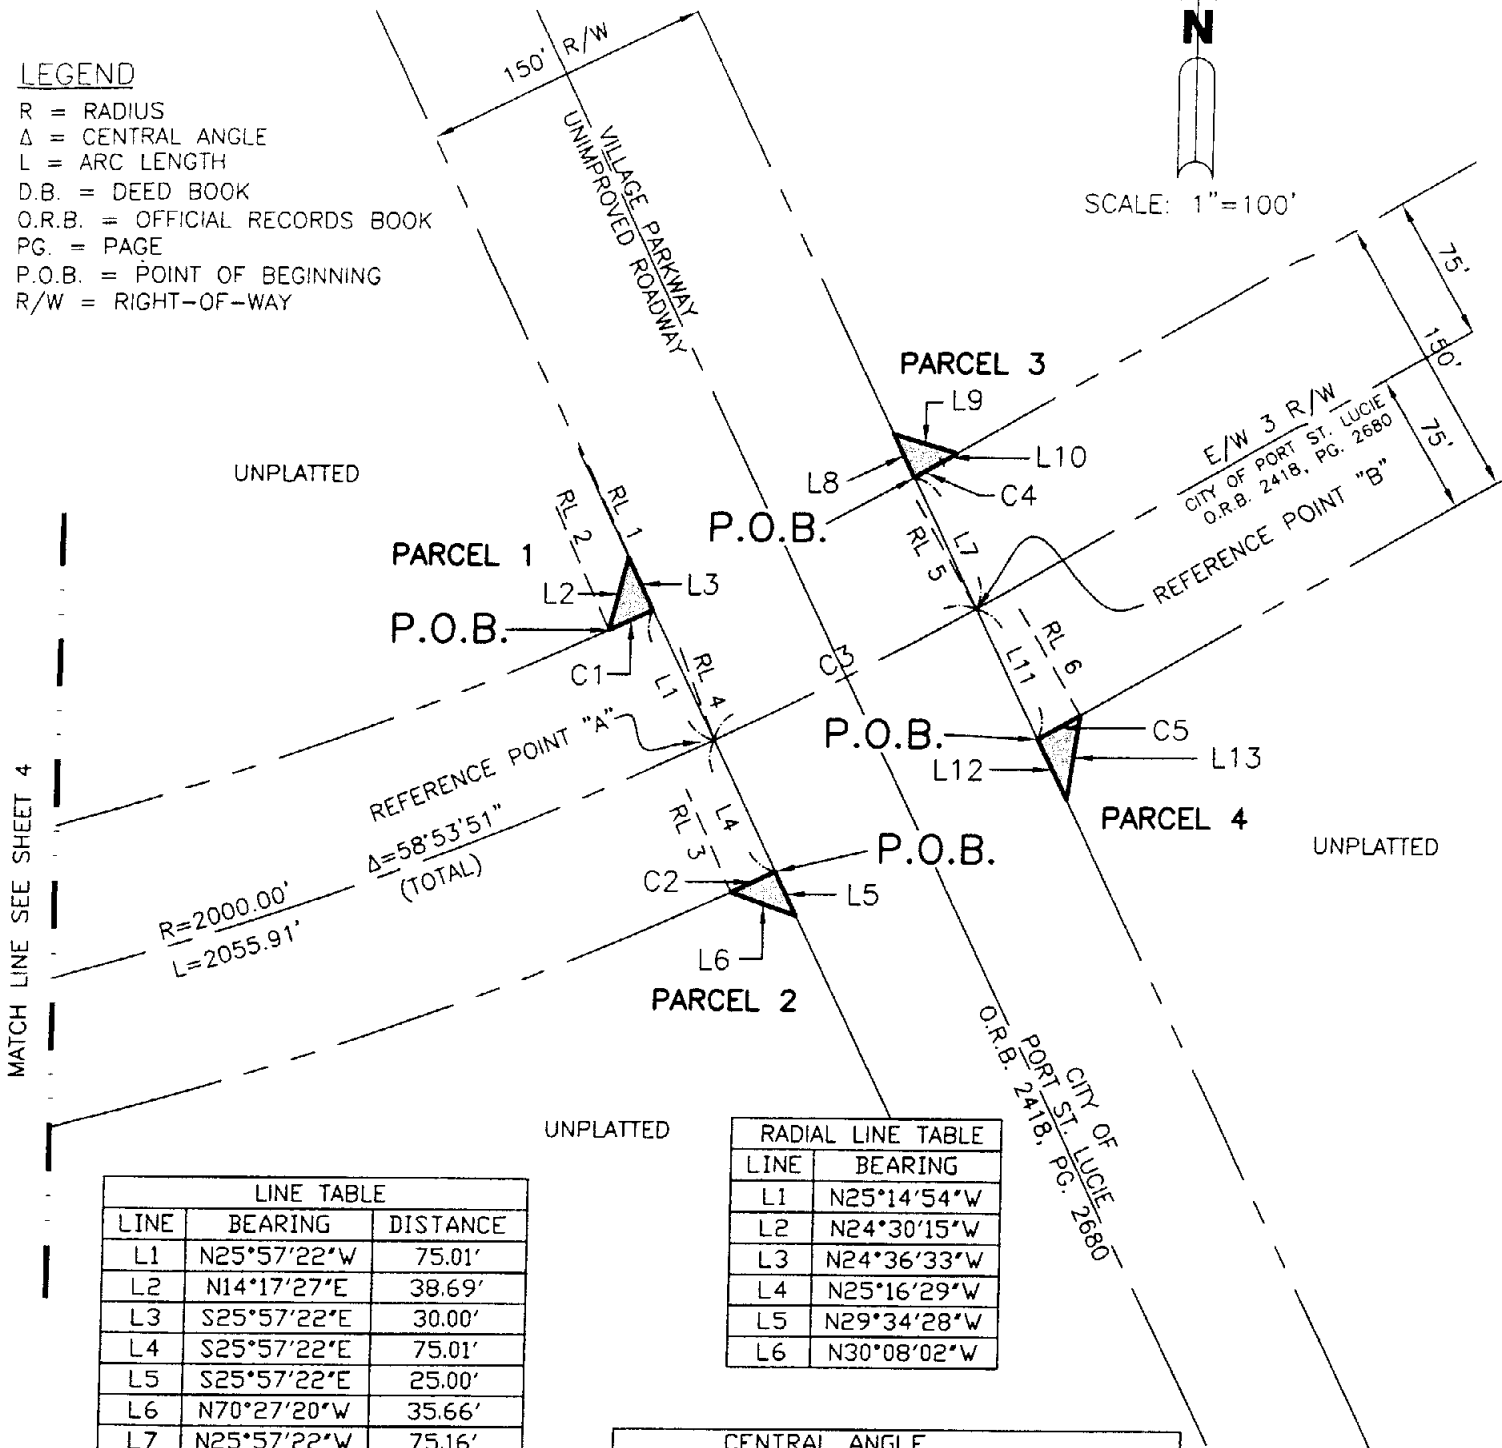 N
SCALE: 1"=100'
LEGEND
R = RADIUS
Δ = CENTRAL ANGLE
L = ARC LENGTH
D.B. = DEED BOOK
O.R.B. = OFFICIAL RECORDS BOOK
PG. = PAGE
P.O.B. = POINT OF BEGINNING
R/W = RIGHT-OF-WAY
150' R/W
VILLAGE PARKWAY
UNIMPROVED ROADWAY
75'
150'
75'
E/W 3 R/W
CITY OF PORT ST. LUCIE
O.R.B. 2418, PG. 2680
REFERENCE POINT "B"
PARCEL 3
L9
L10
L8
C4
P.O.B.
RL 5
L7
UNPLATTED
RL 2
RL 1
PARCEL 1
L2
L3
P.O.B.
C1
L1
RL 4
C3
L11
RL 6
P.O.B.
C5
L12
L13
PARCEL 4
UNPLATTED
REFERENCE POINT "A"
Δ=58°53'51"
(TOTAL)
R=2000.00'
L=2055.91'
RL 3
L4
P.O.B.
C2
L5
L6
PARCEL 2
MATCH LINE SEE SHEET 4
UNPLATTED
CITY OF
PORT ST. LUCIE
O.R.B. 2418, PG. 2680
LINE TABLE
LINE BEARING DISTANCE
L1 N25°57'22"W 75.01'
L2 N14°17'27"E 38.69'
L3 S25°57'22"E 30.00'
L4 S25°57'22"E 75.01'
L5 S25°57'22"E 25.00'
L6 N70°27'20"W 35.66'
L7 N25°57'22"W 75.16'
RADIAL LINE TABLE
LINE BEARING
L1 N25°14'54"W
L2 N24°30'15"W
L3 N24°36'33"W
L4 N25°16'29"W
L5 N29°34'28"W
L6 N30°08'02"W
CENTRAL ANGLE